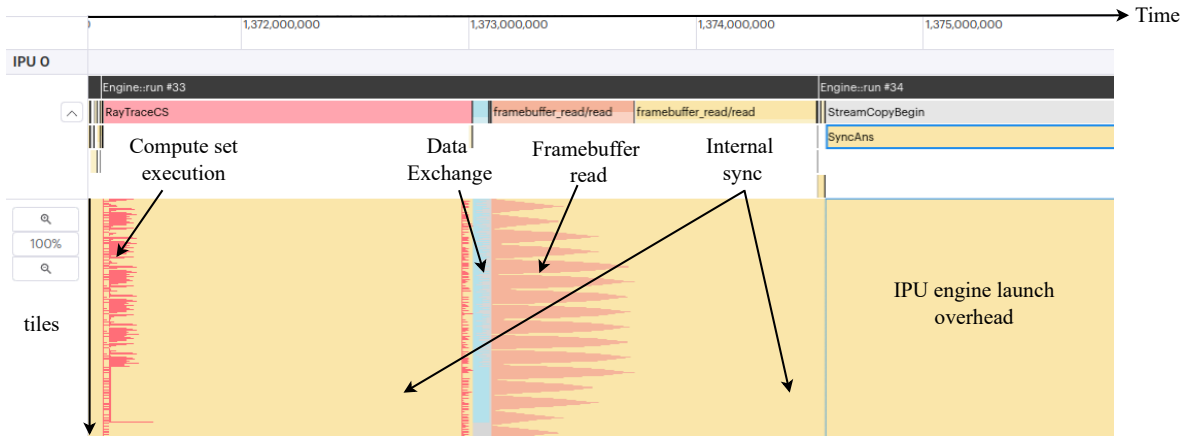 Time
1,372,000,000 1,373,000,000 1,374,000,000 1,375,000,000
IPU 0
Engine::run #33 Engine::run #34
RayTraceCS framebuffer_read/read framebuffer_read/read StreamCopyBegin
SyncAns
Compute set
execution
Data
Exchange
Framebuffer
read
Internal
sync
100%
tiles
IPU engine launch
overhead